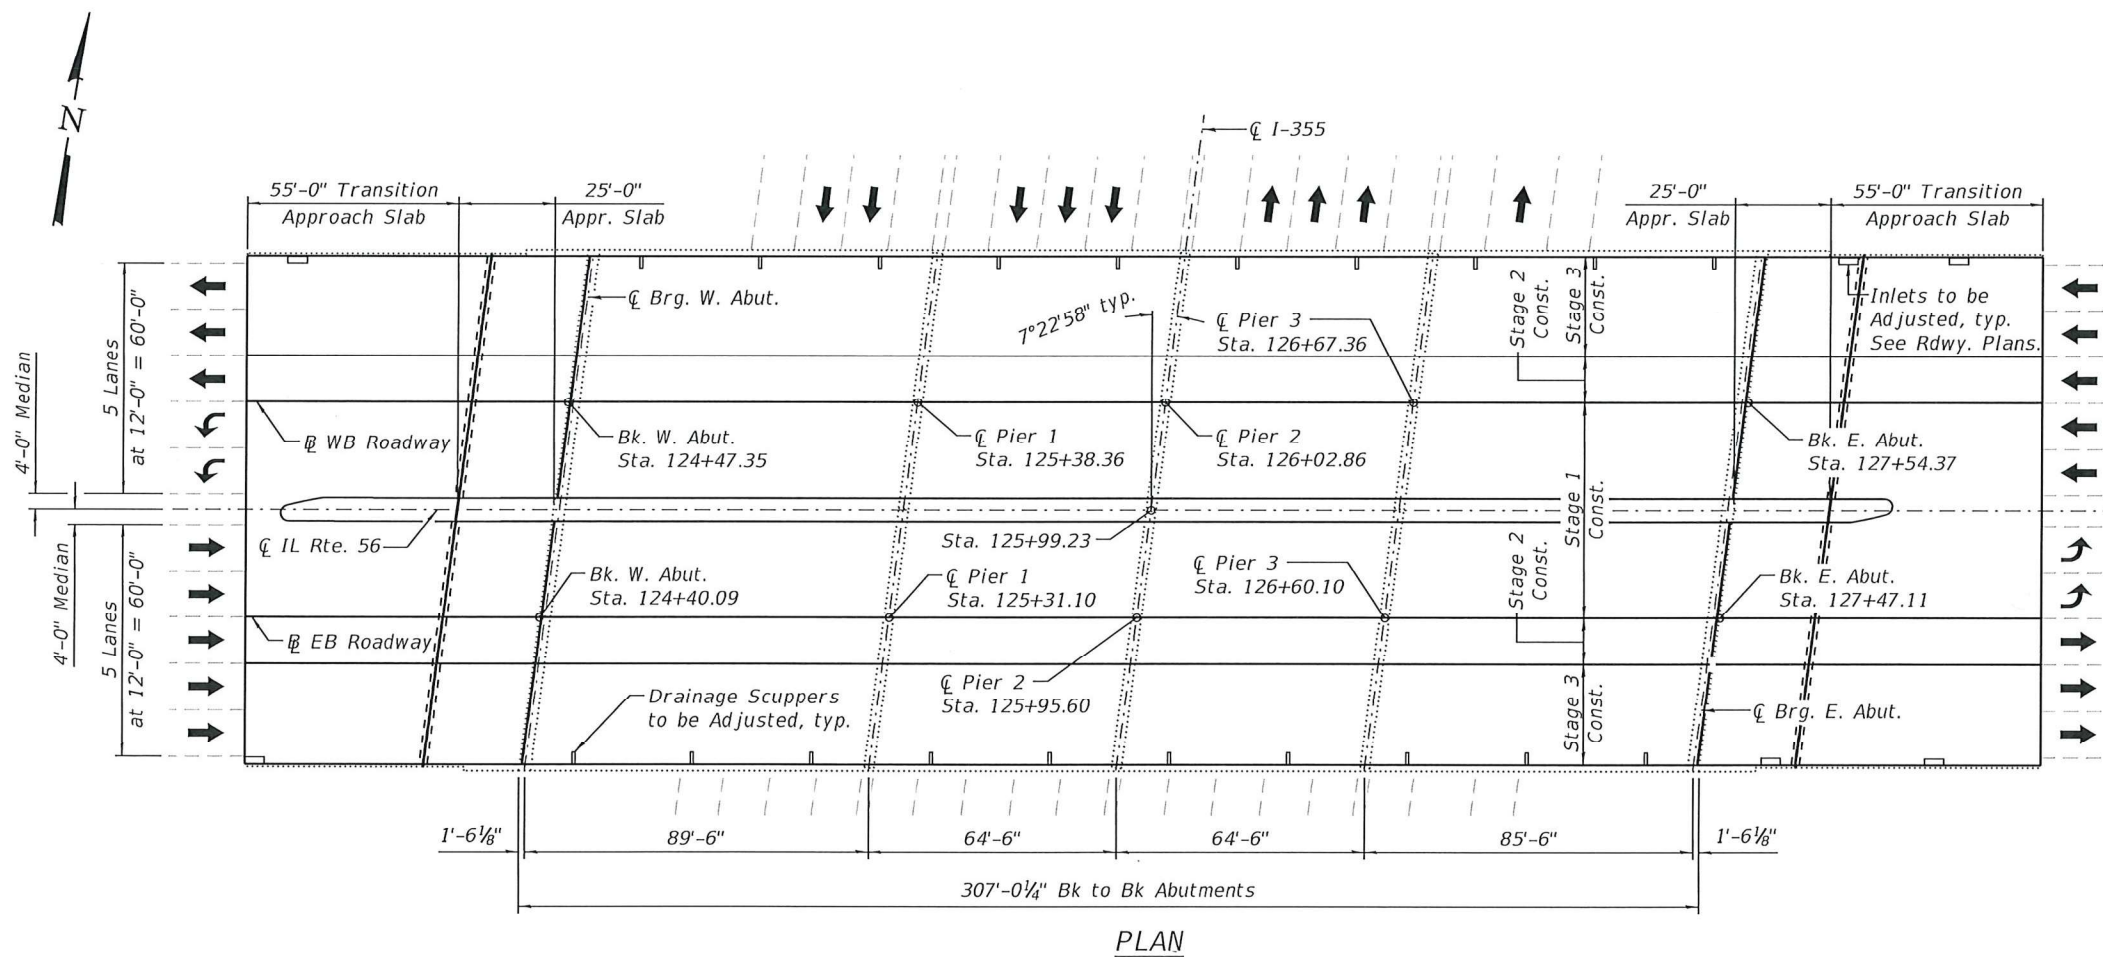 N
℄ I-355
55'-0" Transition
Approach Slab
25'-0"
Appr. Slab
25'-0"
Appr. Slab
55'-0" Transition
Approach Slab
℄ Brg. W. Abut.
7°22'58" typ.
℄ Pier 3
Sta. 126+67.36
Stage 2
Const.
Stage 3
Const.
Inlets to be
Adjusted, typ.
See Rdwy. Plans.
4'-0" Median
5 Lanes
at 12'-0" = 60'-0"
BL WB Roadway
Bk. W. Abut.
Sta. 124+47.35
℄ Pier 1
Sta. 125+38.36
℄ Pier 2
Sta. 126+02.86
Bk. E. Abut.
Sta. 127+54.37
Stage 1
Const.
℄ IL Rte. 56
Sta. 125+99.23
4'-0" Median
5 Lanes
at 12'-0" = 60'-0"
Bk. W. Abut.
Sta. 124+40.09
℄ Pier 1
Sta. 125+31.10
℄ Pier 3
Sta. 126+60.10
Stage 2
Const.
Bk. E. Abut.
Sta. 127+47.11
BL EB Roadway
℄ Pier 2
Sta. 125+95.60
Drainage Scuppers
to be Adjusted, typ.
Stage 3
Const.
℄ Brg. E. Abut.
1'-6⅛"
89'-6"
64'-6"
64'-6"
85'-6"
1'-6⅛"
307'-0¼" Bk to Bk Abutments
PLAN